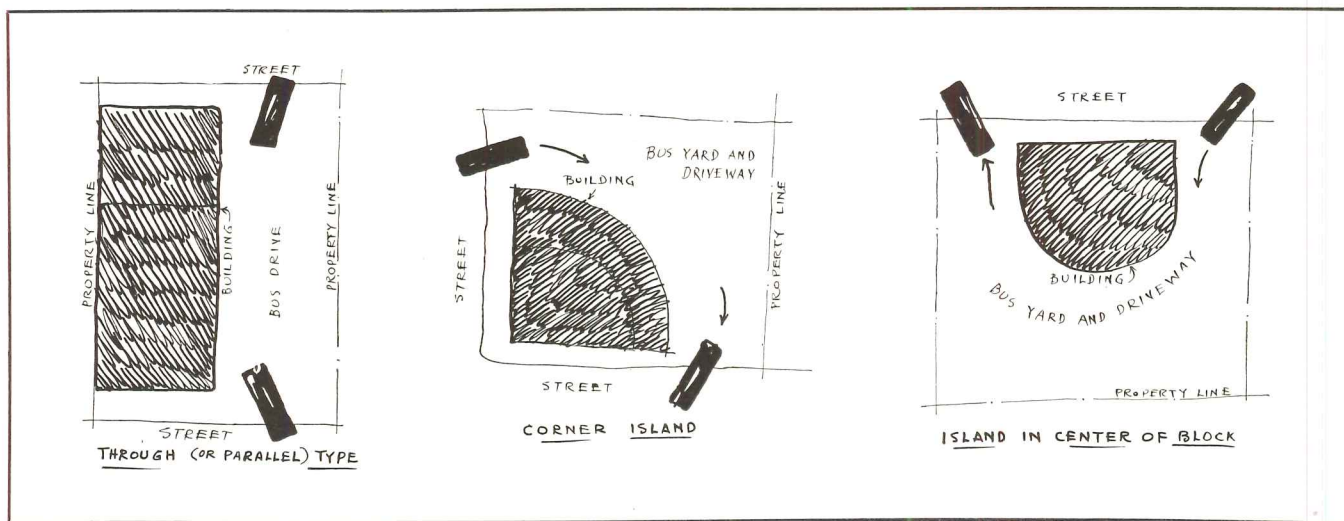 STREET
PROPERTY LINE
BUILDING
BUS DRIVE
PROPERTY LINE
STREET
THROUGH (OR PARALLEL) TYPE
BUS YARD AND
DRIVEWAY
BUILDING
STREET
PROPERTY LINE
STREET
CORNER ISLAND
STREET
BUILDING
BUS YARD AND DRIVEWAY
PROPERTY LINE
ISLAND IN CENTER OF BLOCK